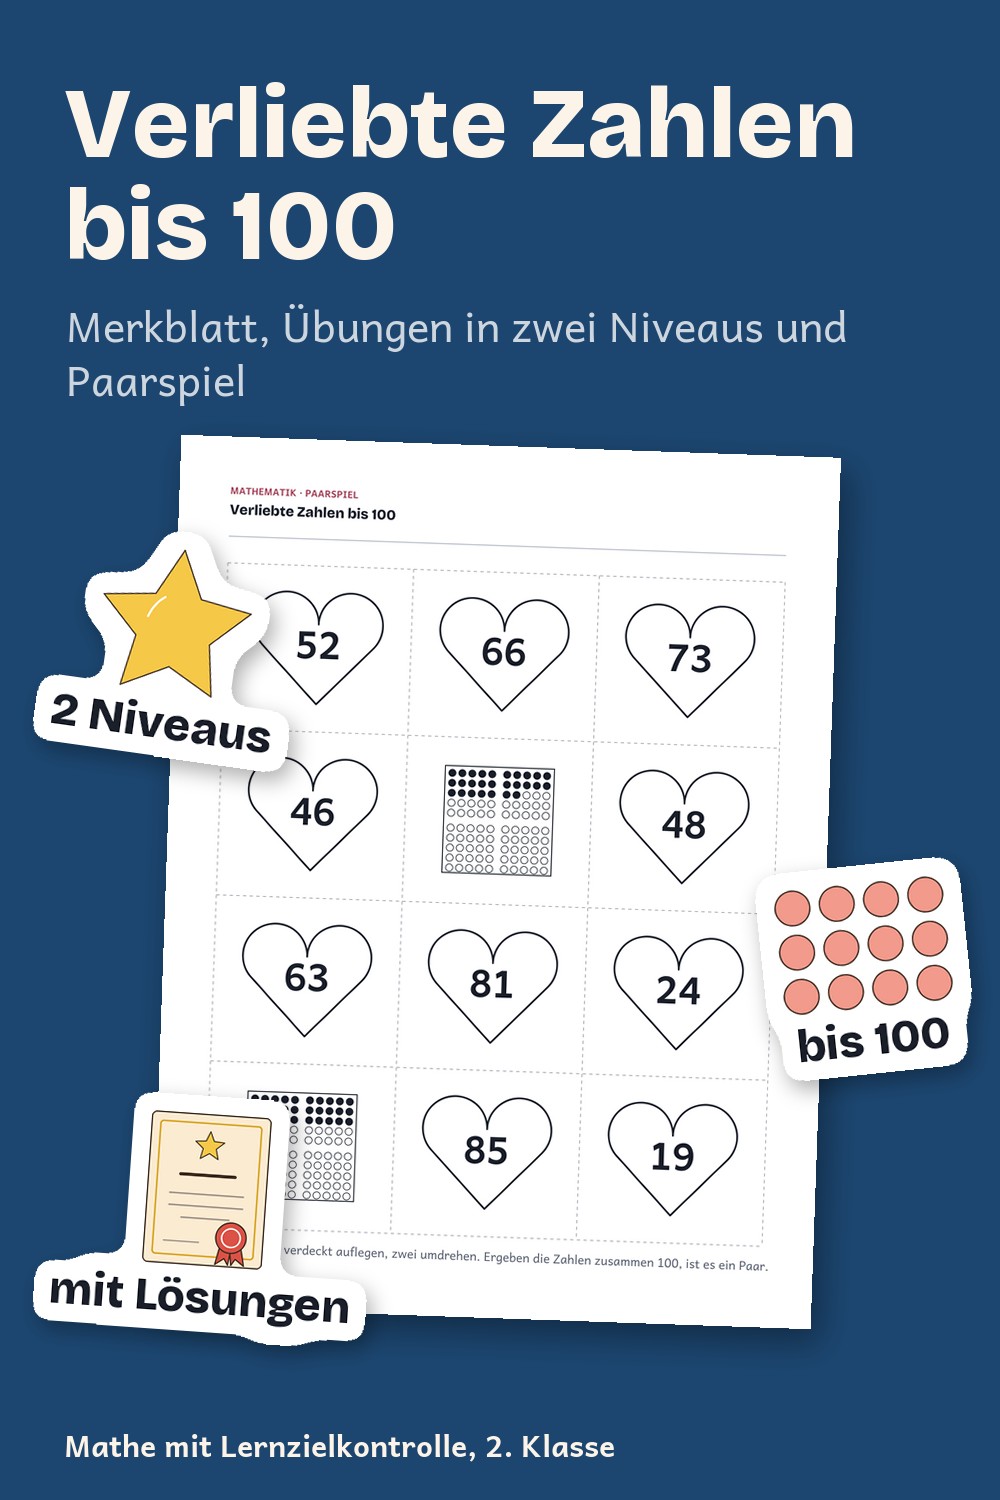 Verliebte Zahlen
bis 100
Merkblatt, Übungen in zwei Niveaus und
Paarspiel
MATHEMATIK · PAARSPIEL
Verliebte Zahlen bis 100
52
66
73
2 Niveaus
46
48
63
81
24
bis 100
85
19
verdeckt auflegen, zwei umdrehen. Ergeben die Zahlen zusammen 100, ist es ein Paar.
mit Lösungen
Mathe mit Lernzielkontrolle, 2. Klasse